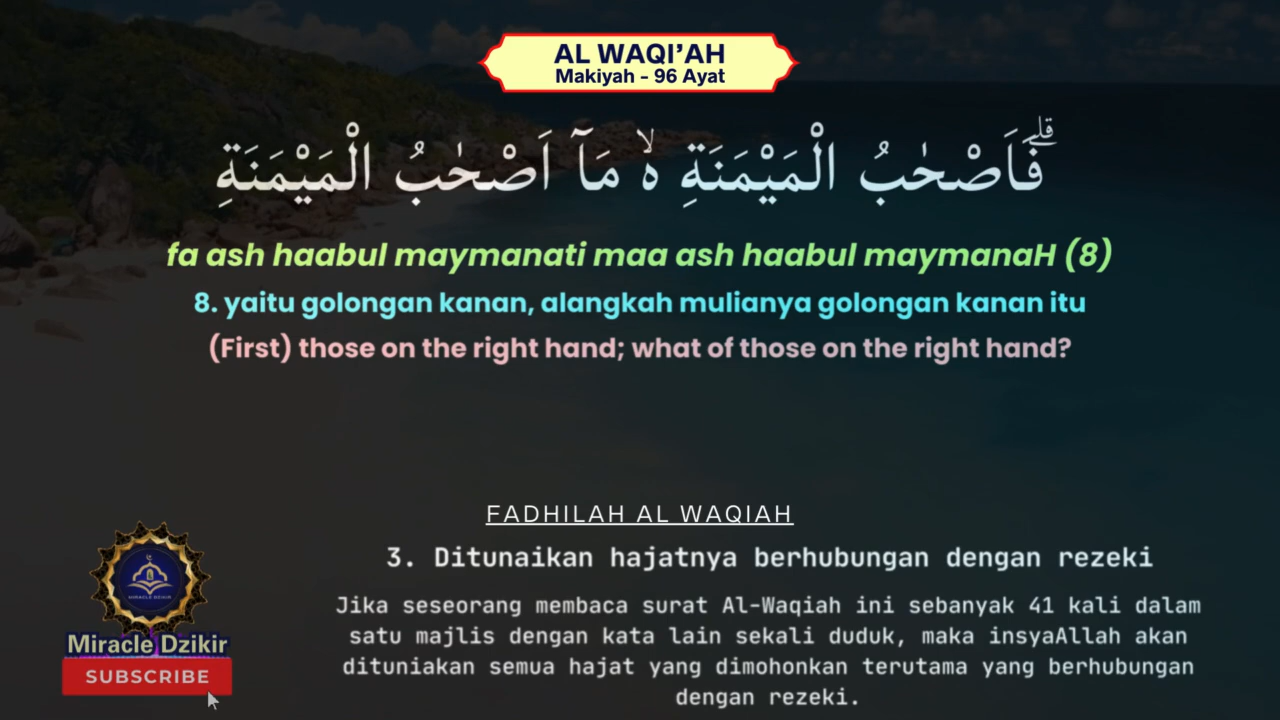 AL WAQI’AH
Makiyah - 96 Ayat
فَاَصْحٰبُ الْمَيْمَنَةِ ەۙ مَآ اَصْحٰبُ الْمَيْمَنَةِۗ
fa ash haabul maymanati maa ash haabul maymanaH (8)
8. yaitu golongan kanan, alangkah mulianya golongan kanan itu
(First) those on the right hand; what of those on the right hand?
FADHILAH AL WAQIAH
3. Ditunaikan hajatnya berhubungan dengan rezeki
Jika seseorang membaca surat Al-Waqiah ini sebanyak 41 kali dalam
satu majlis dengan kata lain sekali duduk, maka insyaAllah akan
dituniakan semua hajat yang dimohonkan terutama yang berhubungan
dengan rezeki.
MIRACLE DZIKIR
Miracle Dzikir
SUBSCRIBE